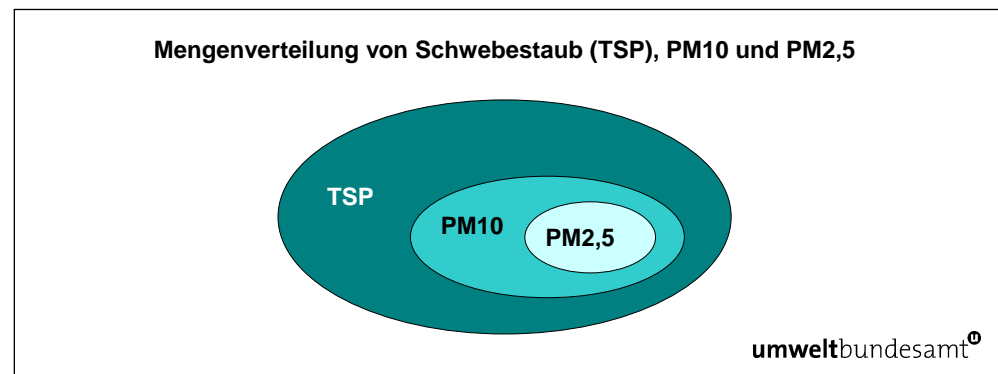 Mengenverteilung von Schwebestaub (TSP), PM10 und PM2,5
TSP
PM10
PM2,5
umweltbundesamt